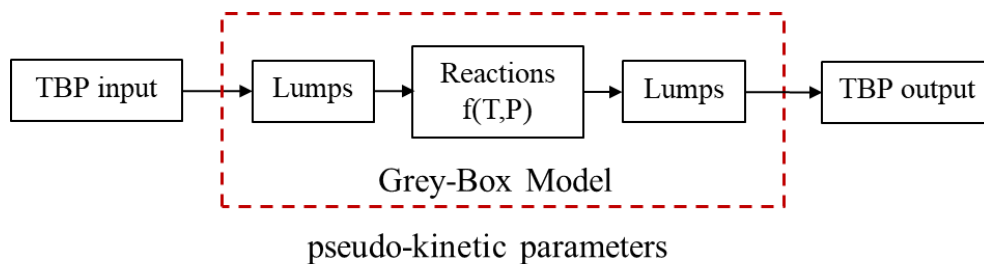 TBP input
Lumps
Reactions
f(T,P)
Lumps
TBP output
Grey-Box Model
pseudo-kinetic parameters